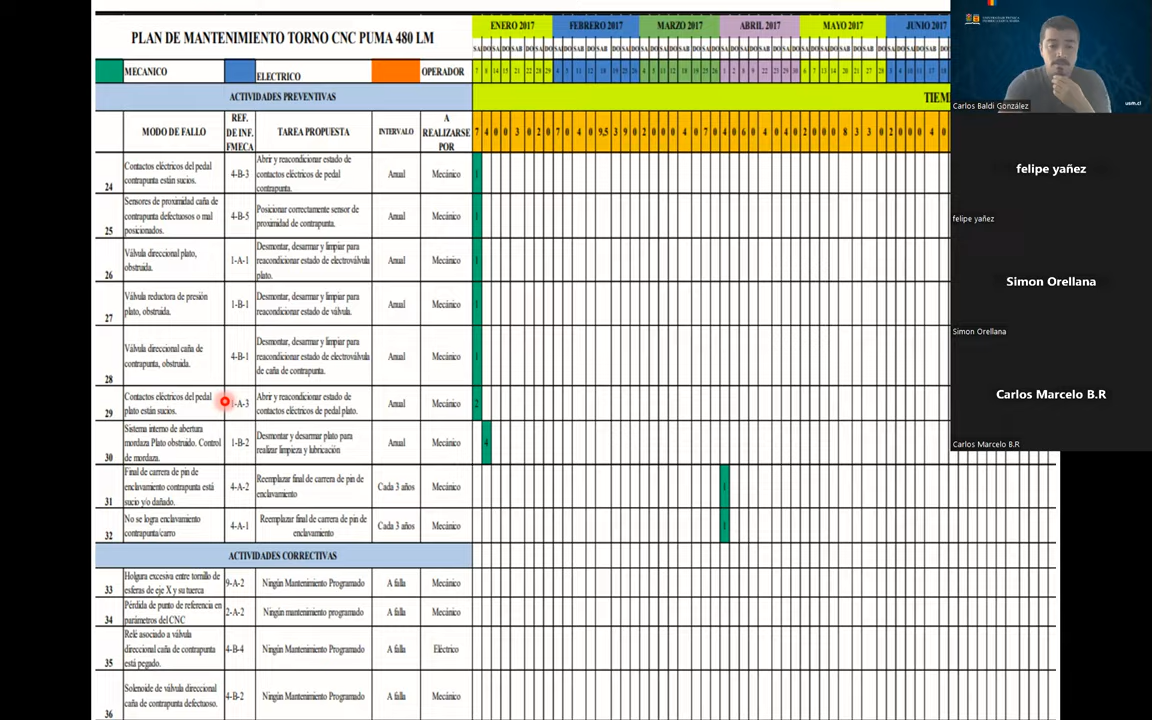 PLAN DE MANTENIMIENTO TORNO CNC PUMA 480 LM
ENERO 2017
FEBRERO 2017
MARZO 2017
ABRIL 2017
MAYO 2017
JUNIO 2017
MECANICO
ELECTRICO
OPERADOR
ACTIVIDADES PREVENTIVAS
TIEM
MODO DE FALLO
REF.
DE INF.
FMECA
TAREA PROPUESTA
INTERVALO
A
REALIZARSE
POR
24
Contactos eléctricos del pedal
contrapunta están sucios.
4-B-3
Abrir y reacondicionar estado de
contactos eléctricos de pedal
contrapunta.
Anual
Mecánico
1
25
Sensores de proximidad caña de
contrapunta defectuosos o mal
posicionados.
4-B-5
Posicionar correctamente sensor de
proximidad de contrapunta.
Anual
Mecánico
1
26
Válvula direccional plato,
obstruida.
1-A-1
Desmontar, desarmar y limpiar para
reacondicionar estado de electroválvula
plato.
Anual
Mecánico
1
27
Válvula reductora de presión
plato, obstruida.
1-B-1
Desmontar, desarmar y limpiar para
reacondicionar estado de válvula.
Anual
Mecánico
1
28
Válvula direccional caña de
contrapunta, obstruida.
4-B-1
Desmontar, desarmar y limpiar para
reacondicionar estado de electroválvula
de caña de contrapunta.
Anual
Mecánico
1
29
Contactos eléctricos del pedal
plato están sucios.
1-A-3
Abrir y reacondicionar estado de
contactos eléctricos de pedal plato.
Anual
Mecánico
2
30
Sistema interno de abertura
mordaza Plato obstruido. Control
de mordaza.
1-B-2
Desmontar y desarmar plato para
realizar limpieza y lubricación
Anual
Mecánico
4
31
Final de carrera de pin de
enclavamiento contrapunta está
sucio y/o dañado.
4-A-2
Reemplazar final de carrera de pin de
enclavamiento
Cada 3 años
Mecánico
1
32
No se logra enclavamiento
contrapunta/carro
4-A-1
Reemplazar final de carrera de pin de
enclavamiento
Cada 3 años
Mecánico
1
ACTIVIDADES CORRECTIVAS
33
Holgura excesiva entre tornillo de
esferas de eje X y su tuerca
9-A-2
Ningún Mantenimiento Programado
A falla
Mecánico
34
Pérdida de punto de referencia en
parámetros del CNC
2-A-2
Ningún mantenimiento programado
A falla
Mecánico
35
Relé asociado a válvula
direccional caña de contrapunta
está pegado.
4-B-4
Ningún Mantenimiento Programado
A falla
Eléctrico
36
Solenoide de válvula direccional
caña de contrapunta defectuoso.
4-B-2
Ningún Mantenimiento Programado
A falla
Mecánico
usm.cl
Carlos Baldi González
felipe yañez
felipe yañez
Simon Orellana
Simon Orellana
Carlos Marcelo B.R
Carlos Marcelo B.R